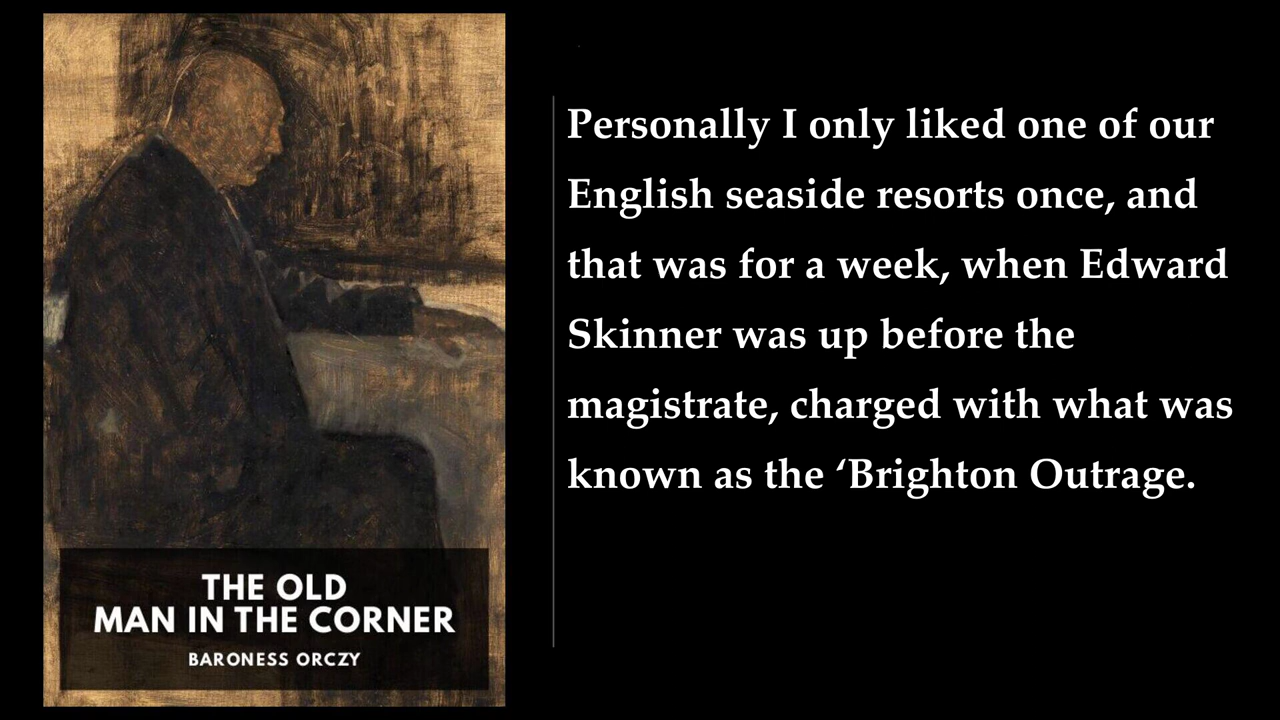 THE OLD
MAN IN THE CORNER
BARONESS ORCZY
Personally I only liked one of our
English seaside resorts once, and
that was for a week, when Edward
Skinner was up before the
magistrate, charged with what was
known as the ‘Brighton Outrage.